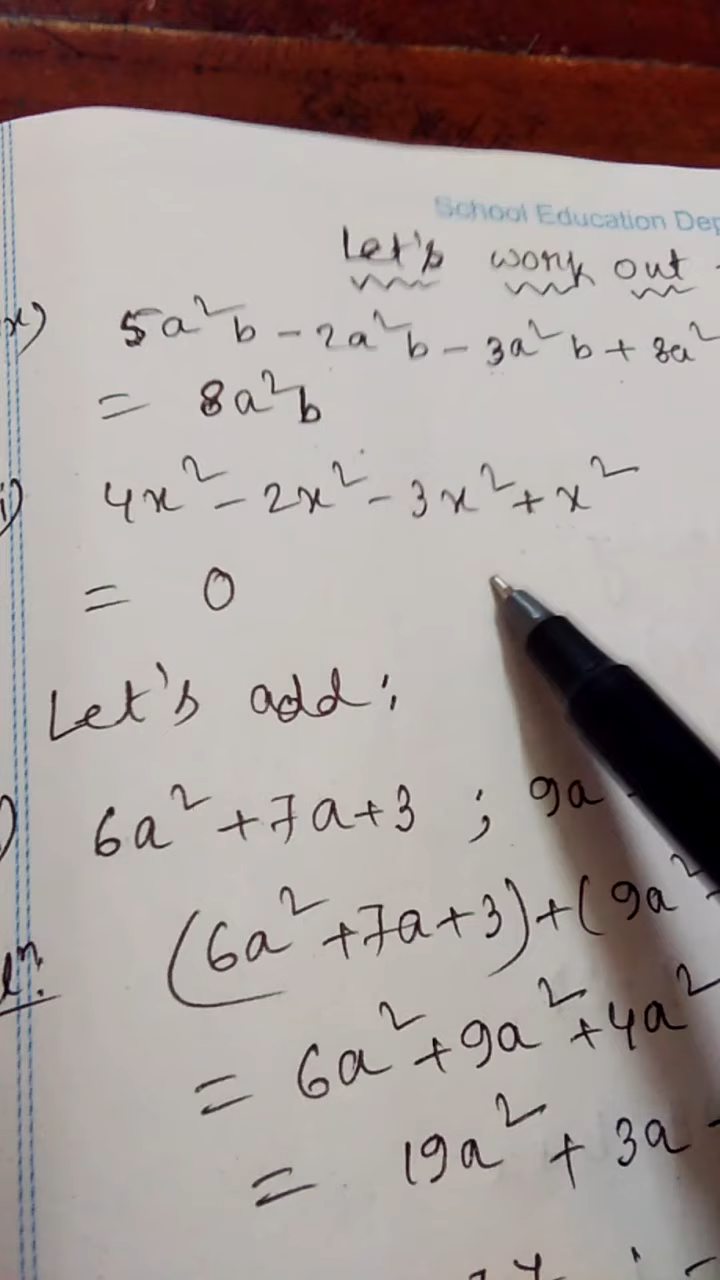 School Education Dep
Let's work out
x) 5a²b - 2a²b - 3a²b + 8a²
= 8a²b
i) 4x² - 2x² - 3x² + x²
= 0
Let's add:
) 6a² + 7a + 3 ; 9a
(6a² + 7a + 3) + (9a²
= 6a² + 9a² + 4a²
= 19a² + 3a